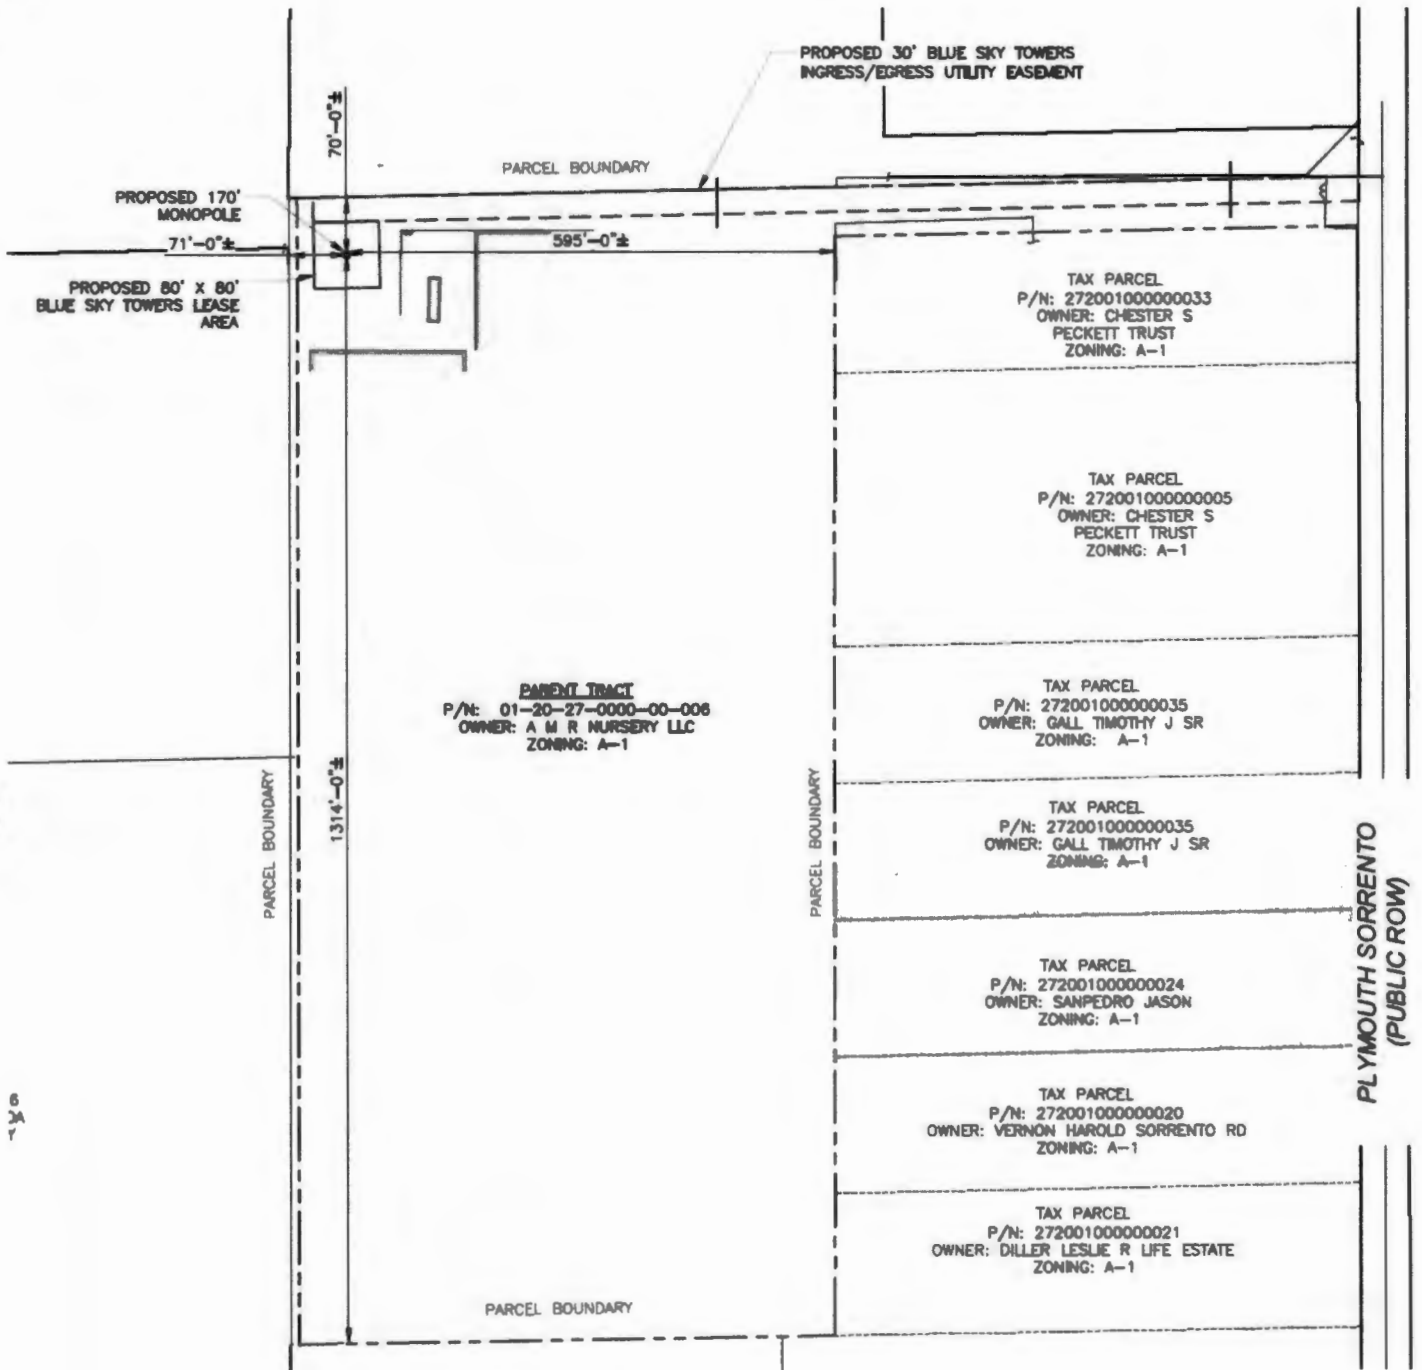 PROPOSED 30' BLUE SKY TOWERS
INGRESS/EGRESS UTILITY EASEMENT
70'-0"±
PARCEL BOUNDARY
PROPOSED 170'
MONOPOLE
71'-0"±
595'-0"±
PROPOSED 80' X 80'
BLUE SKY TOWERS LEASE
AREA
TAX PARCEL
P/N: 272001000000033
OWNER: CHESTER S
PECKETT TRUST
ZONING: A-1
TAX PARCEL
P/N: 272001000000005
OWNER: CHESTER S
PECKETT TRUST
ZONING: A-1
PARENT TRACT
P/N: 01-20-27-0000-00-006
OWNER: A M R NURSERY LLC
ZONING: A-1
TAX PARCEL
P/N: 272001000000035
OWNER: GALL TIMOTHY J SR
ZONING: A-1
PARCEL BOUNDARY
1314'-0"±
PARCEL BOUNDARY
TAX PARCEL
P/N: 272001000000035
OWNER: GALL TIMOTHY J SR
ZONING: A-1
PLYMOUTH SORRENTO
(PUBLIC ROW)
TAX PARCEL
P/N: 272001000000024
OWNER: SANPEDRO JASON
ZONING: A-1
6
TAX PARCEL
P/N: 272001000000020
OWNER: VERNON HAROLD SORRENTO RD
ZONING: A-1
TAX PARCEL
P/N: 272001000000021
OWNER: DILLER LESLIE R LIFE ESTATE
ZONING: A-1
PARCEL BOUNDARY